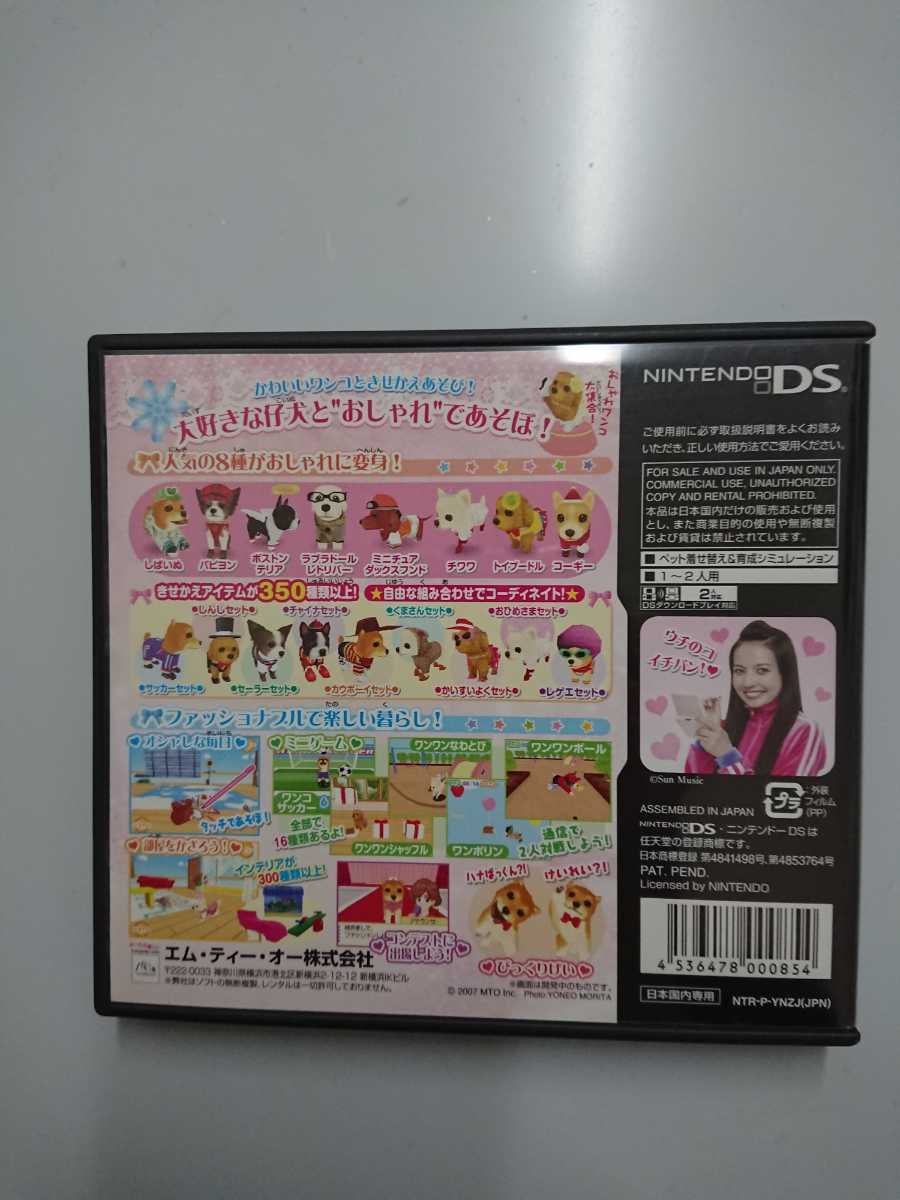 かわいいワンコときせかえあそび！
大好きな仔犬と"おしゃれ"であそぼ！
おしゃれワンコ
大集合！
人気の8種がおしゃれに変身！
しばいぬ
パピヨン
ボストン
テリア
ラブラドール
レトリバー
ミニチュア
ダックスフンド
チワワ
トイプードル
コーギー
きせかえアイテムが350種類以上！
★自由な組み合わせでコーディネイト！★
しんしセット
チャイナセット
くまさんセット
おひめさまセット
サッカーセット
セーラーセット
カウボーイセット
かいすいよくセット
レゲエセット
ファッショナブルで楽しい暮らし！
オシャレな毎日
タッチであそぼ！
ミニゲーム
ワンコ
サッカー
全部で
16種類あるよ！
ワンワンなわとび
ワンワンボール
ワンワンシャッフル
ワンポリン
通信で
2人対戦しよう！
部屋をかざろう！
インテリアが
300種類以上！
コンテストに
出場しよう！
ハナぱっくん？！
けいれい？！
びっくりげい
エム・ティー・オー株式会社
〒222-0033 神奈川県横浜市港北区新横浜2-12-12 新横浜IKビル
※弊社はソフトの無断複製、レンタルは一切許可しておりません。
※画面は開発中のものです。
© 2007 MTO Inc. Photo:YONEO MORITA
NINTENDO DS
ご使用前に必ず取扱説明書をよくお読み
いただき、正しい使用方法でご愛用ください。
FOR SALE AND USE IN JAPAN ONLY.
COMMERCIAL USE, UNAUTHORIZED
COPY AND RENTAL PROHIBITED.
本品は日本国内だけの販売および使用
とし、また商業目的の使用や無断複製
および賃貸は禁止されています。
■ペット着せ替え&育成シミュレーション
■1～2人用
2人対応
DSダウンロードプレイ対応
ウチのコ
イチバン！
©Sun Music
プラ
：外装
フィルム
(PP)
ASSEMBLED IN JAPAN
NINTENDO DS・ニンテンドーDSは
任天堂の登録商標です。
日本商標登録 第4841498号、第4853764号
PAT. PEND.
Licensed by NINTENDO
4 536478 000854
日本国内専用
NTR-P-YNZJ(JPN)